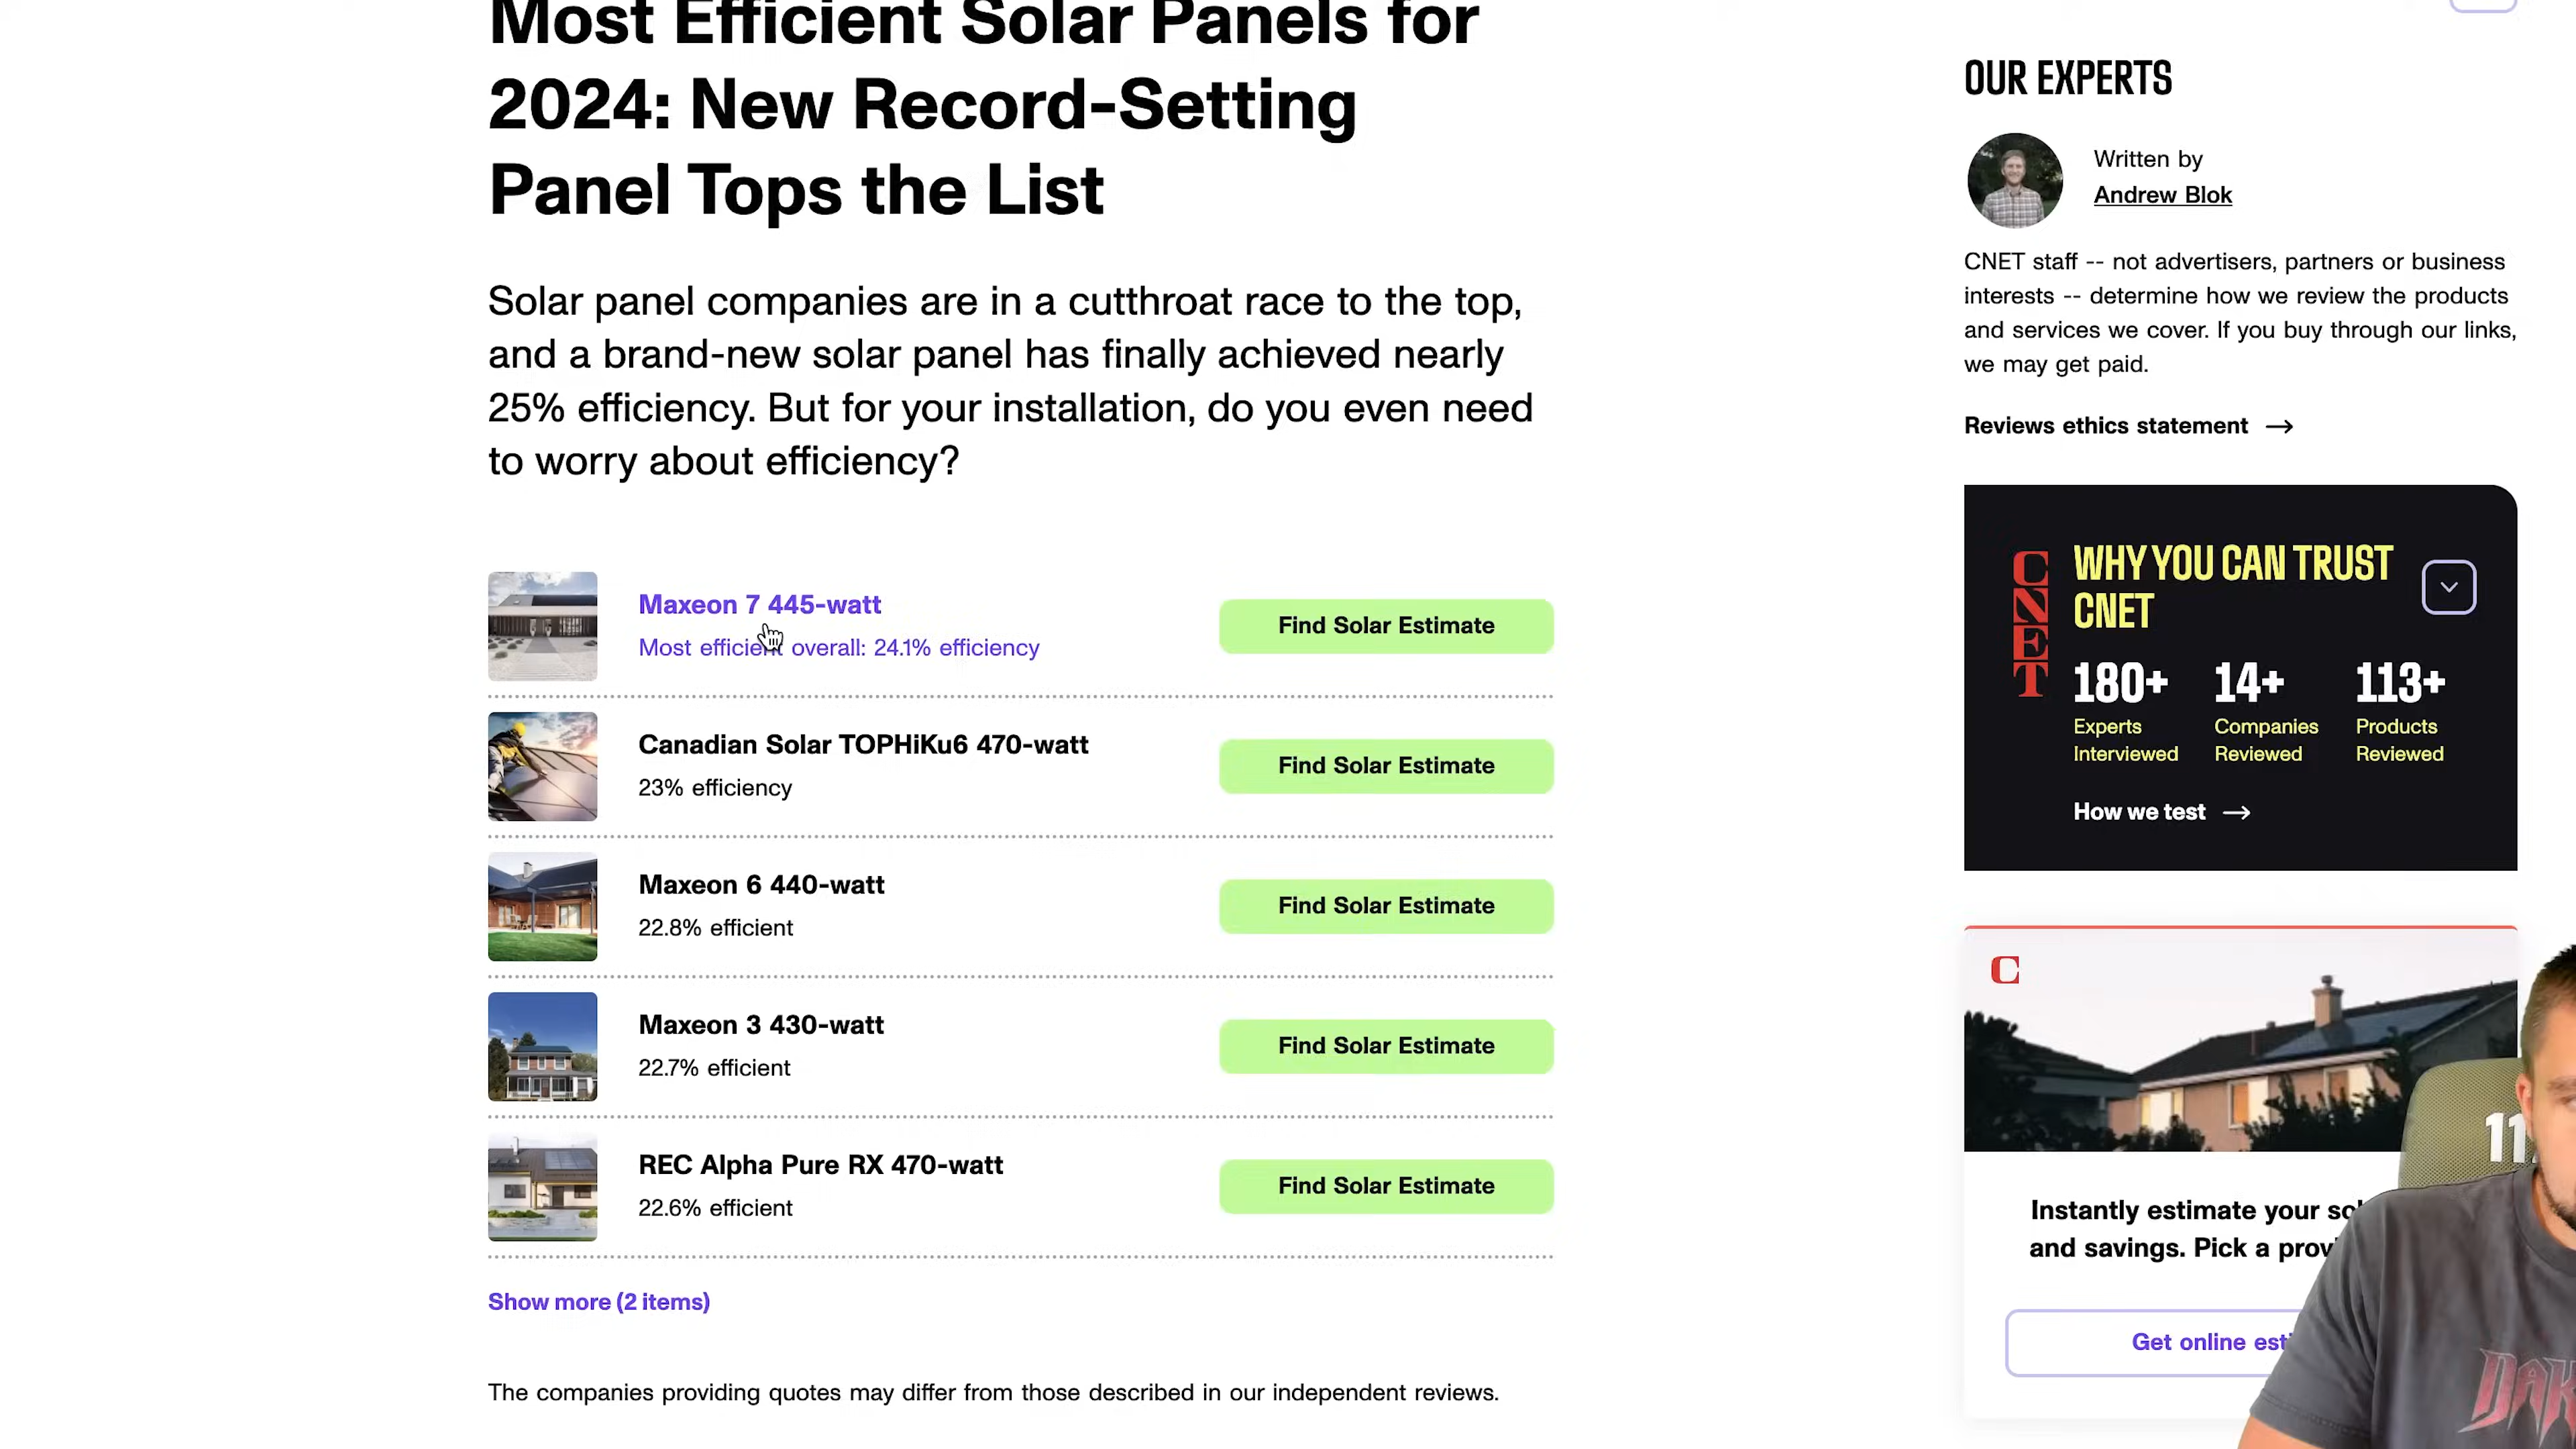 Most Efficient Solar Panels for
2024: New Record-Setting
Panel Tops the List
Solar panel companies are in a cutthroat race to the top,
and a brand-new solar panel has finally achieved nearly
25% efficiency. But for your installation, do you even need
to worry about efficiency?
Maxeon 7 445-watt
Most efficient overall: 24.1% efficiency
Find Solar Estimate
Canadian Solar TOPHiKu6 470-watt
23% efficiency
Find Solar Estimate
Maxeon 6 440-watt
22.8% efficient
Find Solar Estimate
Maxeon 3 430-watt
22.7% efficient
Find Solar Estimate
REC Alpha Pure RX 470-watt
22.6% efficient
Find Solar Estimate
Show more (2 items)
The companies providing quotes may differ from those described in our independent reviews.
OUR EXPERTS
Written by
Andrew Blok
CNET staff -- not advertisers, partners or business
interests -- determine how we review the products
and services we cover. If you buy through our links,
we may get paid.
Reviews ethics statement
CNET
WHY YOU CAN TRUST
CNET
180+
Experts
Interviewed
14+
Companies
Reviewed
113+
Products
Reviewed
How we test
C
Instantly estimate your
and savings. Pick a
Get online
11